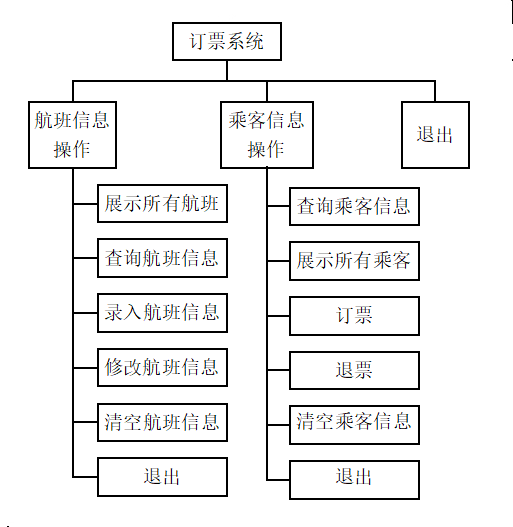 订票系统
航班信息
操作
乘客信息
操作
退出
展示所有航班
查询航班信息
录入航班信息
修改航班信息
清空航班信息
退出
查询乘客信息
展示所有乘客
订票
退票
清空乘客信息
退出